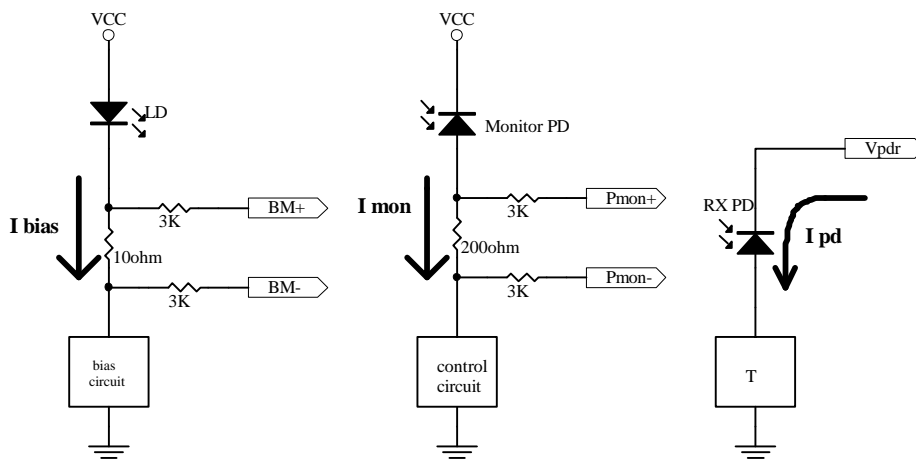 VCC
LD
I bias
3K
BM+
10ohm
3K
BM-
bias
circuit
VCC
Monitor PD
I mon
3K
Pmon+
200ohm
3K
Pmon-
control
circuit
Vpdr
RX PD
I pd
T